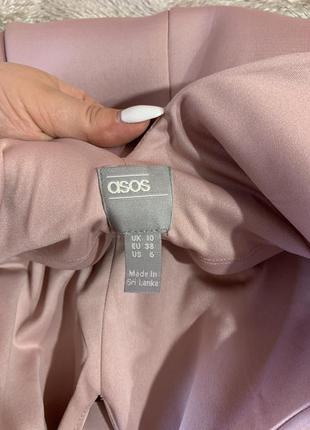 asos
UK 10
EU 38
US 6
Made In
Sri Lanka